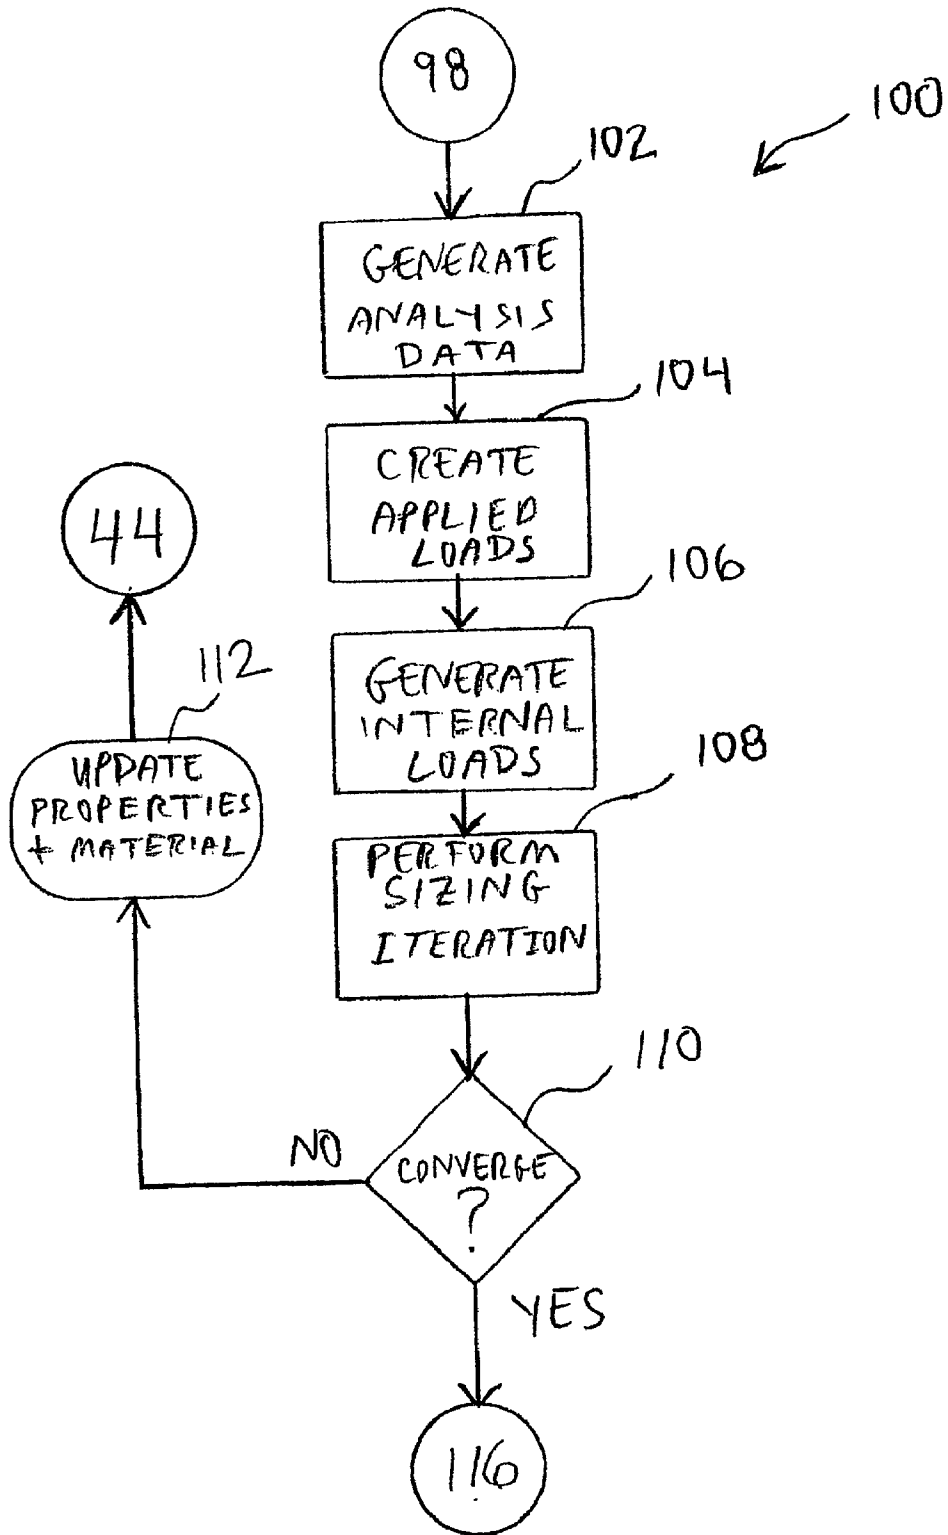 98
100
102
GENERATE
ANALYSIS
DATA
104
CREATE
APPLIED
LOADS
44
106
GENERATE
INTERNAL
LOADS
112
UPDATE
PROPERTIES
+ MATERIAL
108
PERFORM
SIZING
ITERATION
110
NO
CONVERGE
?
YES
116